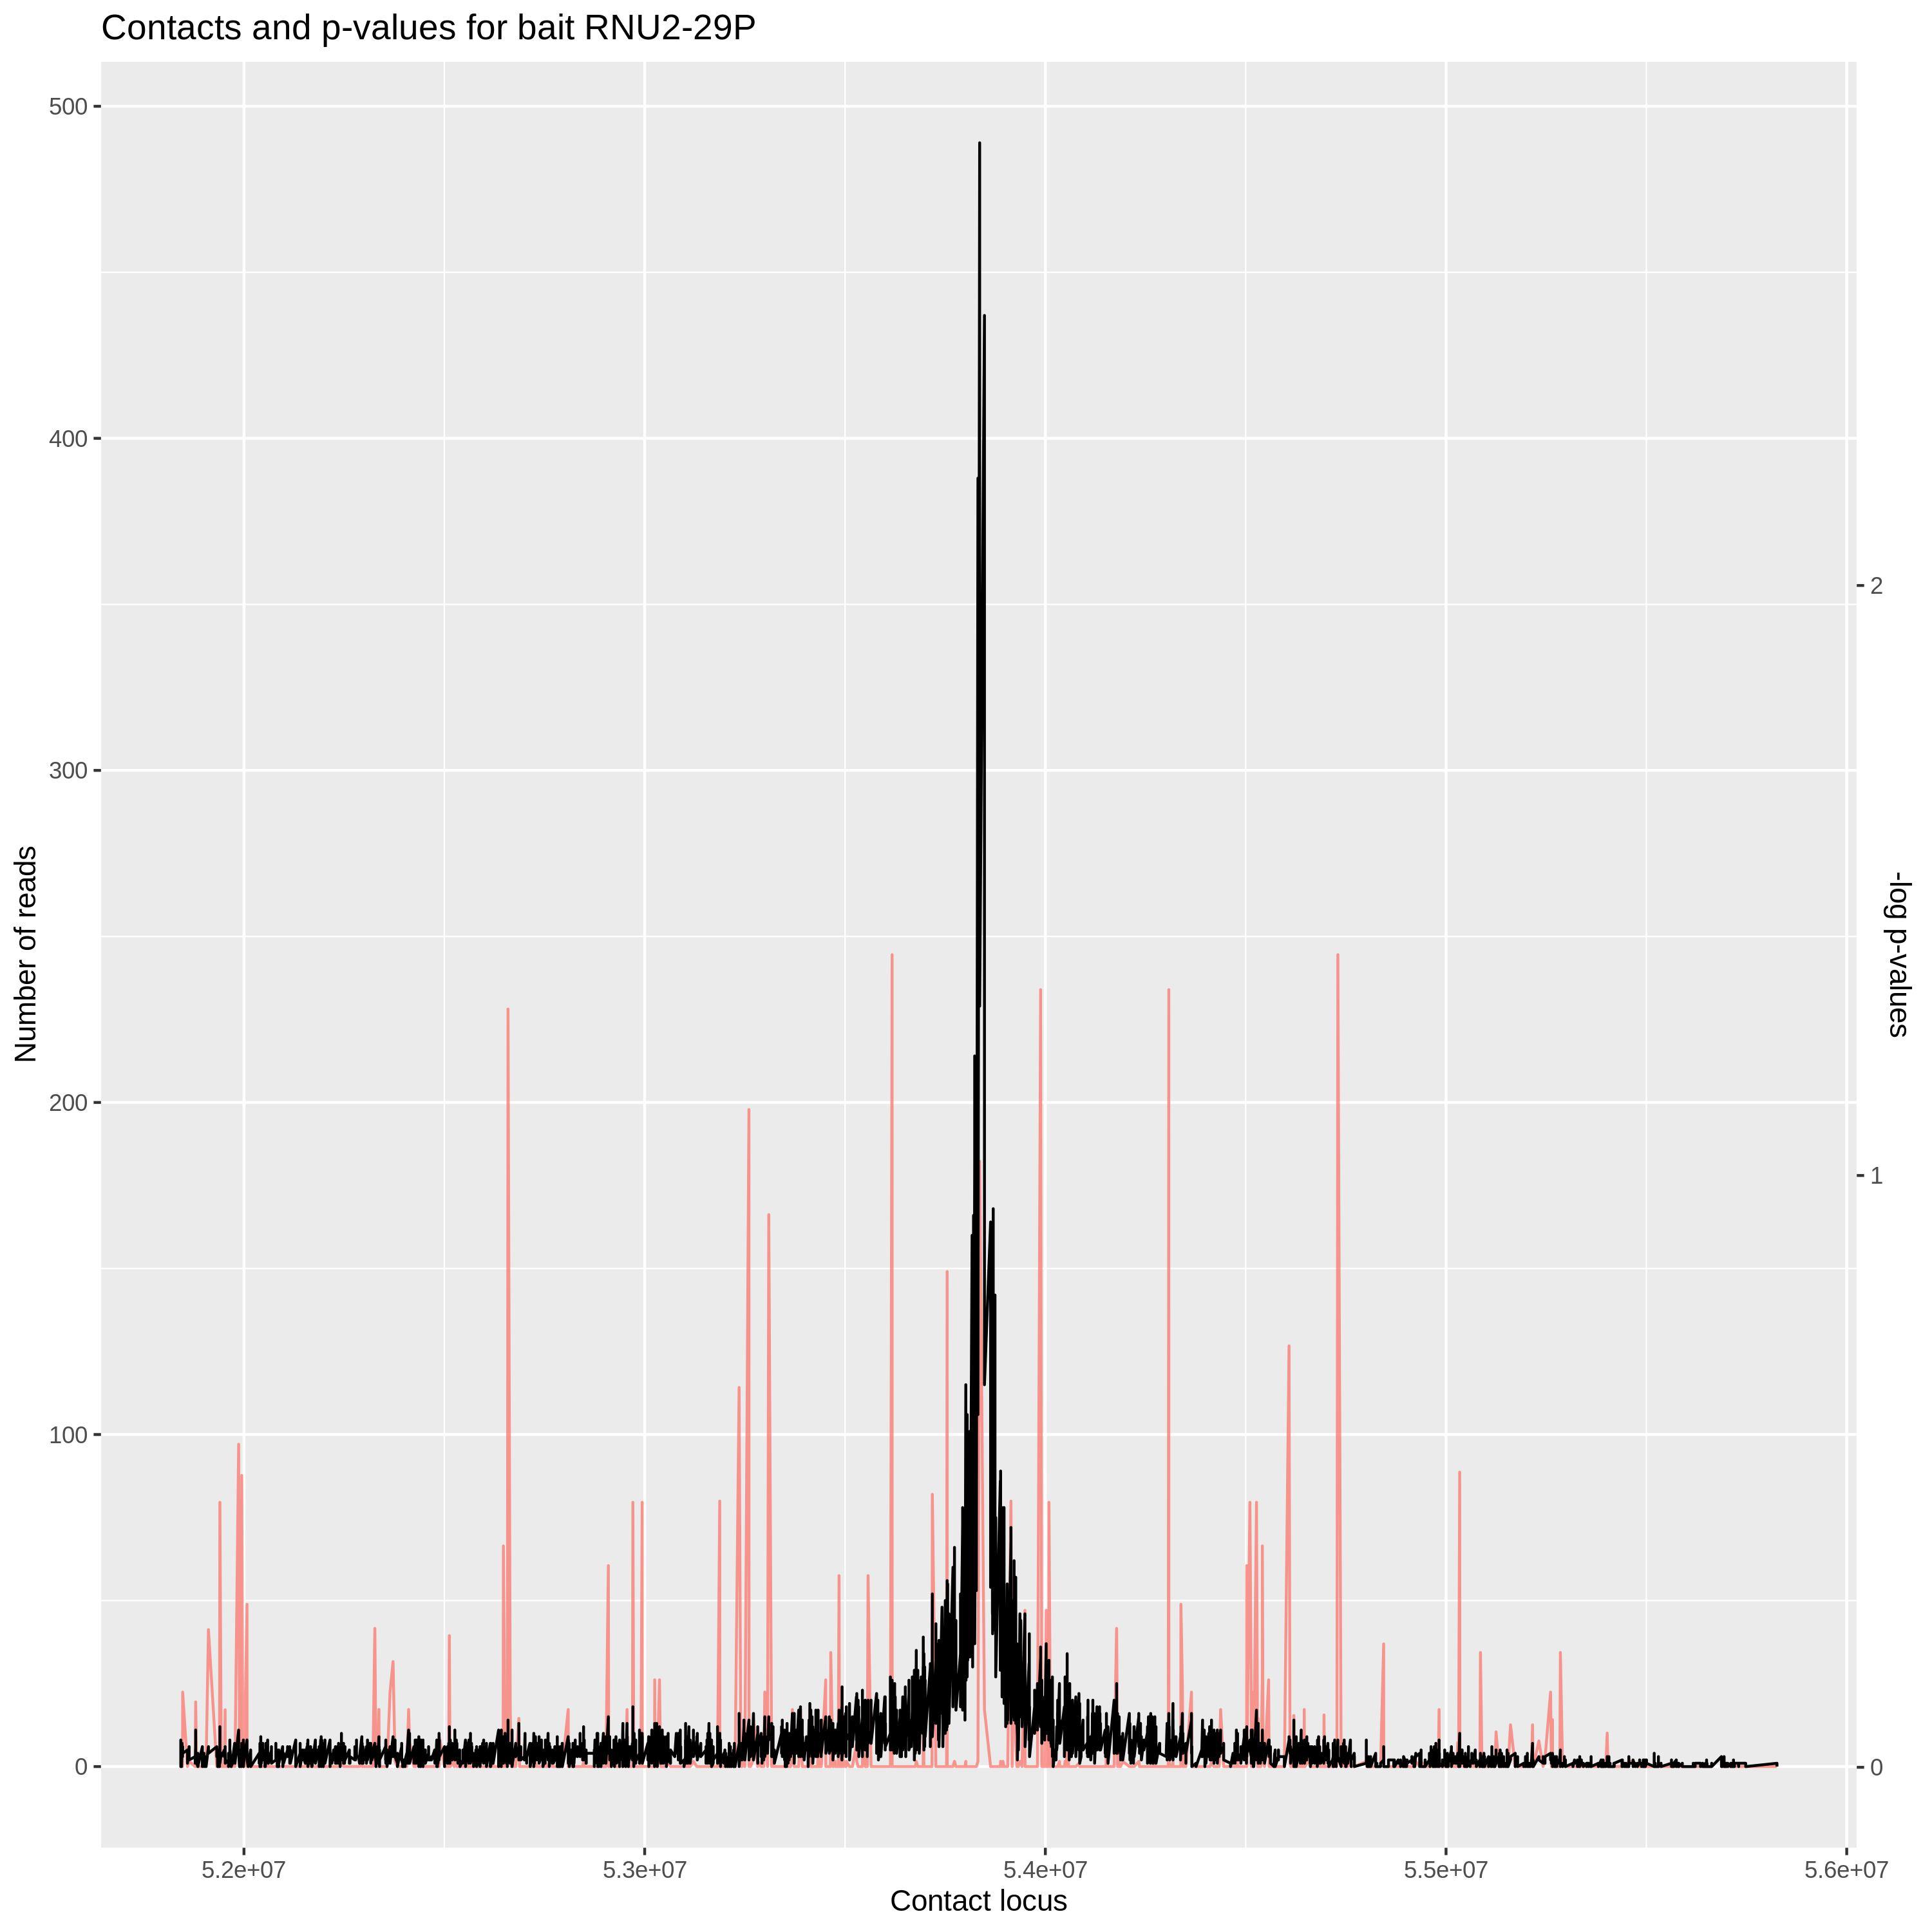 Contacts and p-values for bait RNU2-29P
500
400
300
200
100
0
Number of reads
2
1
0
-log p-values
5.2e+07 5.3e+07 5.4e+07 5.5e+07 5.6e+07
Contact locus